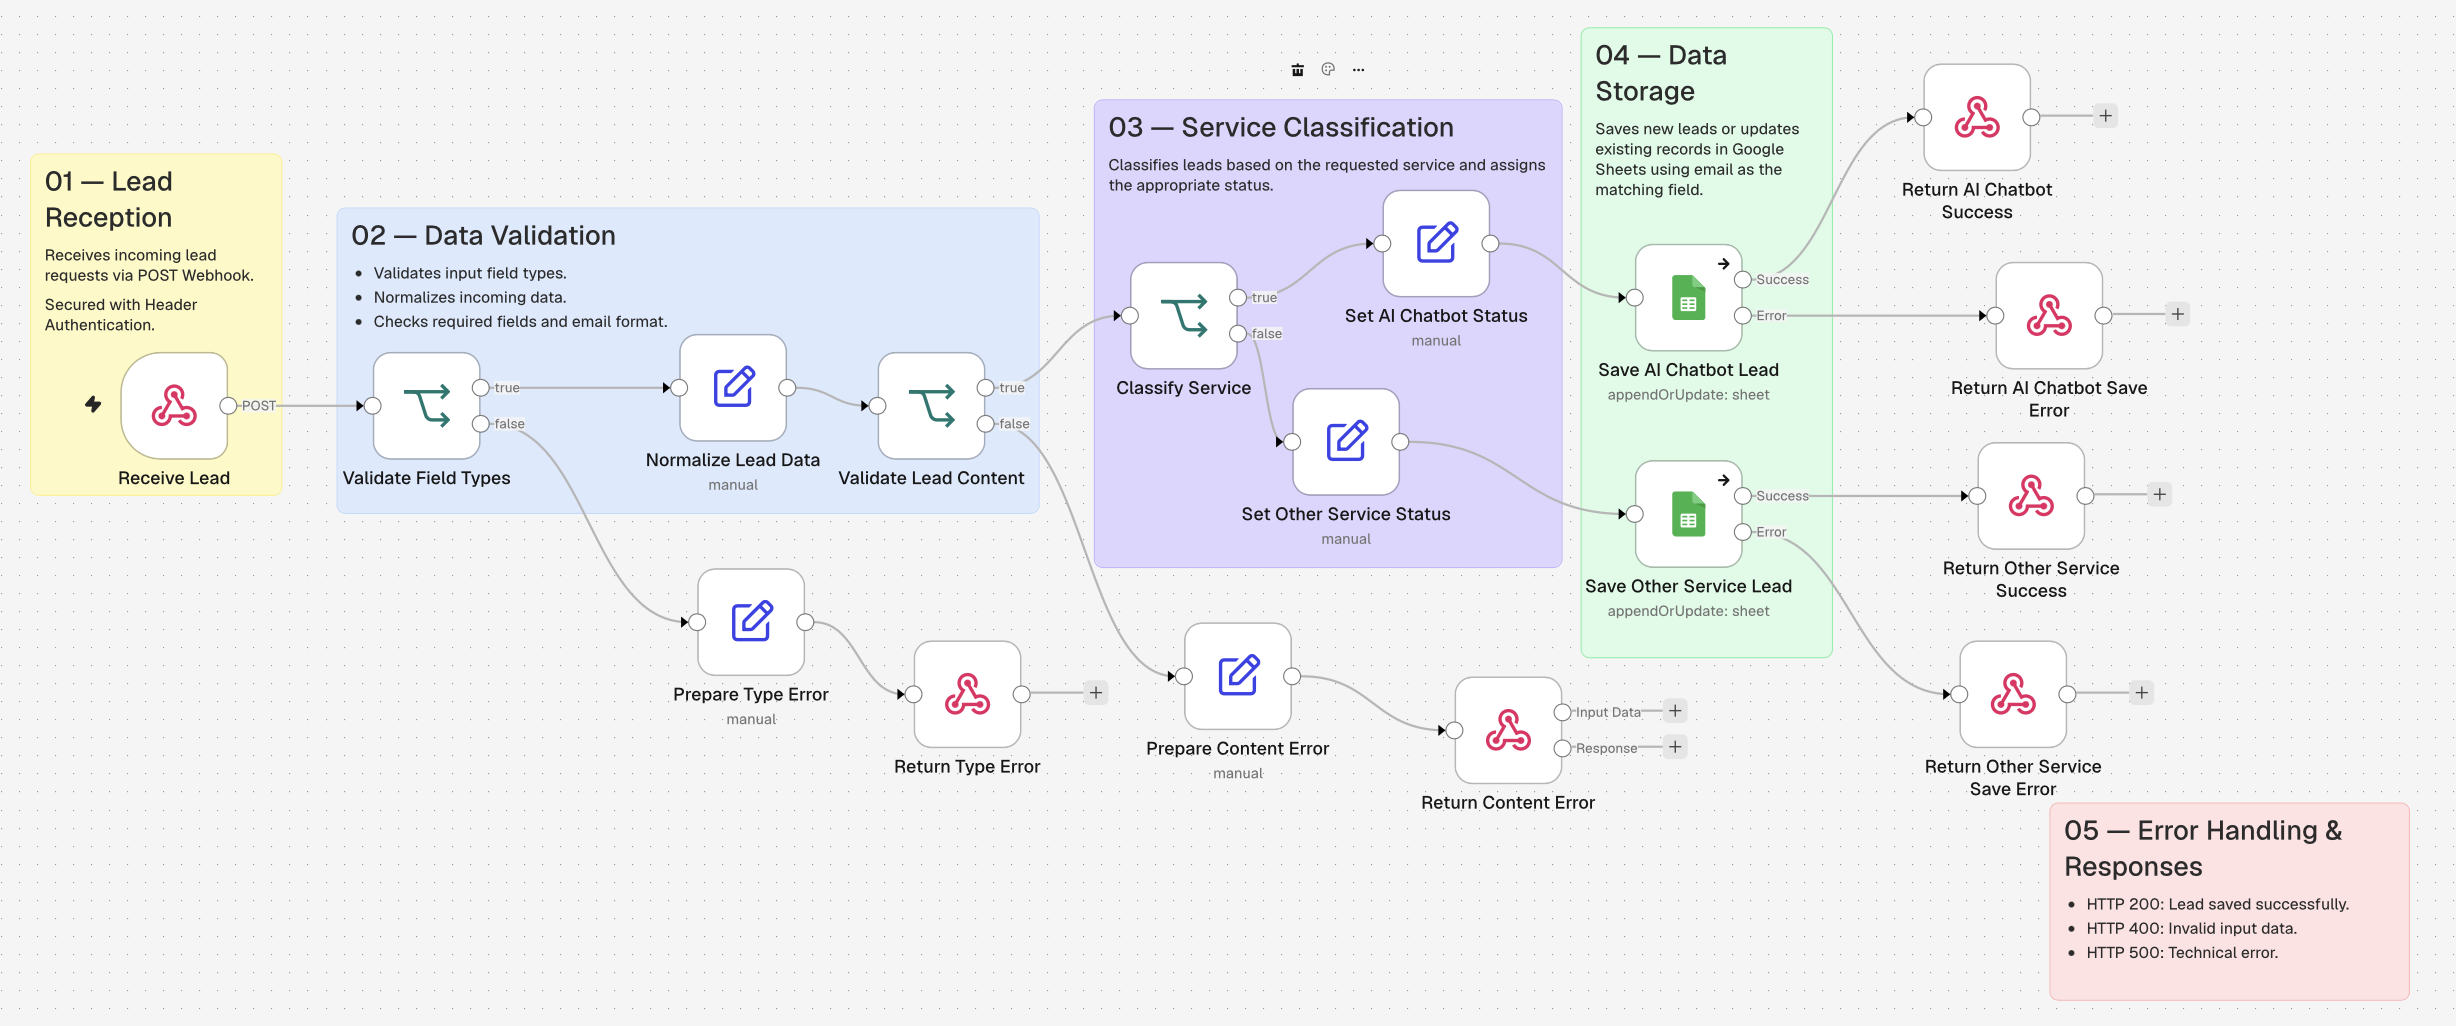 01 — Lead
Reception
Receives incoming lead
requests via POST Webhook.
Secured with Header
Authentication.
POST
Receive Lead
02 — Data Validation
Validates input field types.
Normalizes incoming data.
Checks required fields and email format.
true
false
Validate Field Types
Normalize Lead Data
manual
true
false
Validate Lead Content
Prepare Type Error
manual
Return Type Error
03 — Service Classification
Classifies leads based on the requested service and assigns
the appropriate status.
true
false
Classify Service
Set AI Chatbot Status
manual
Set Other Service Status
manual
Prepare Content Error
manual
Input Data
Response
Return Content Error
04 — Data
Storage
Saves new leads or updates
existing records in Google
Sheets using email as the
matching field.
Success
Error
Save AI Chatbot Lead
appendOrUpdate: sheet
Success
Error
Save Other Service Lead
appendOrUpdate: sheet
Return AI Chatbot
Success
Return AI Chatbot Save
Error
Return Other Service
Success
Return Other Service
Save Error
05 — Error Handling &
Responses
HTTP 200: Lead saved successfully.
HTTP 400: Invalid input data.
HTTP 500: Technical error.